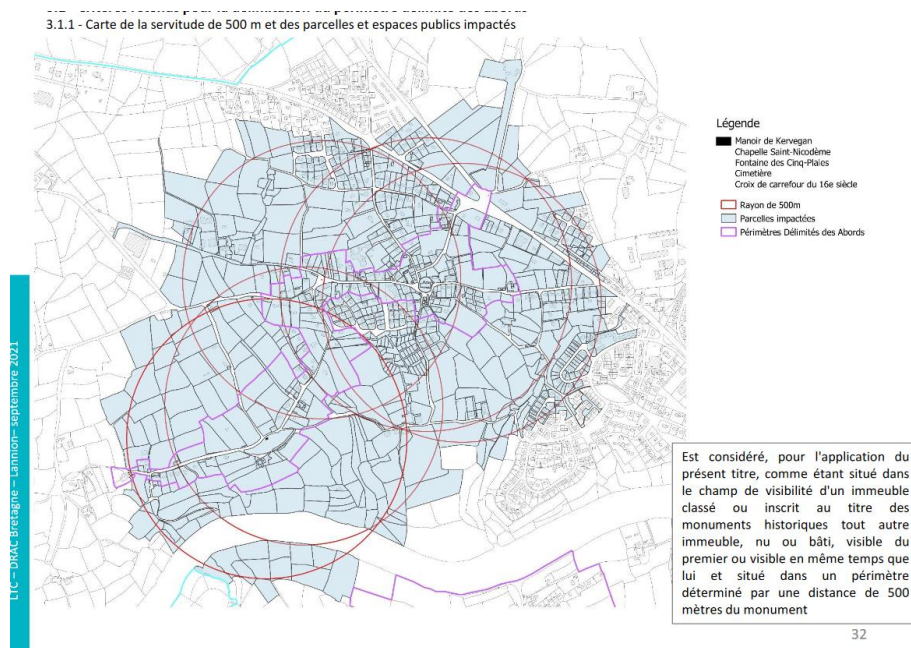 3.1.1 - Carte de la servitude de 500 m et des parcelles et espaces publics impactés
Légende
Manoir de Kervegan
Chapelle Saint-Nicodème
Fontaine des Cinq-Plaies
Cimetière
Croix de carrefour du 16e siècle
Rayon de 500m
Parcelles impactées
Périmètres Délimités des Abords
LTC – DRAC Bretagne – Lannion– septembre 2021
Est considéré, pour l'application du
présent titre, comme étant situé dans
le champ de visibilité d'un immeuble
classé ou inscrit au titre des
monuments historiques tout autre
immeuble, nu ou bâti, visible du
premier ou visible en même temps que
lui et situé dans un périmètre
déterminé par une distance de 500
mètres du monument
32